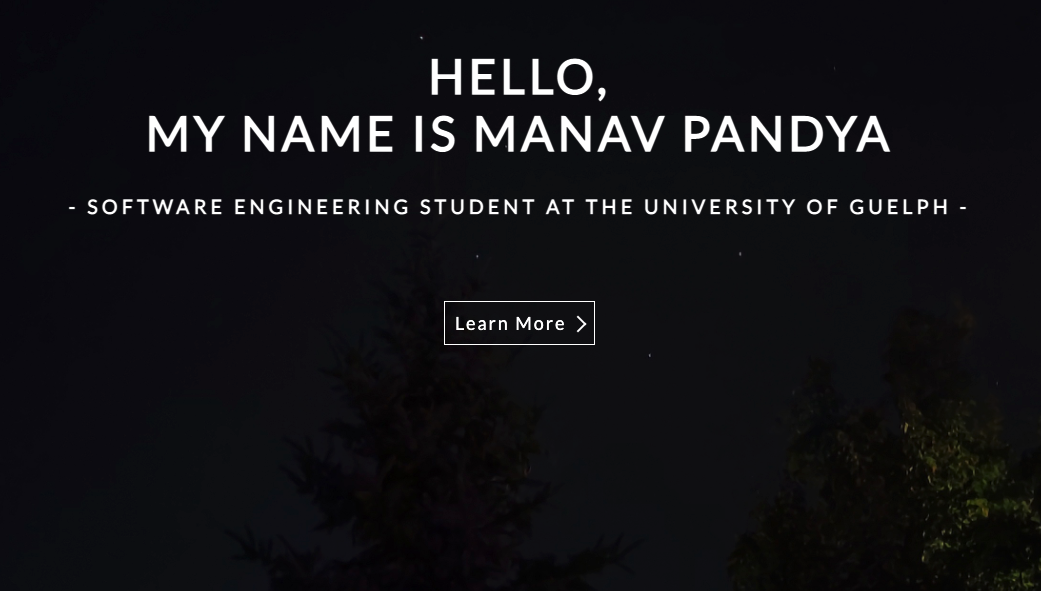 HELLO,
MY NAME IS MANAV PANDYA
- SOFTWARE ENGINEERING STUDENT AT THE UNIVERSITY OF GUELPH -
Learn More